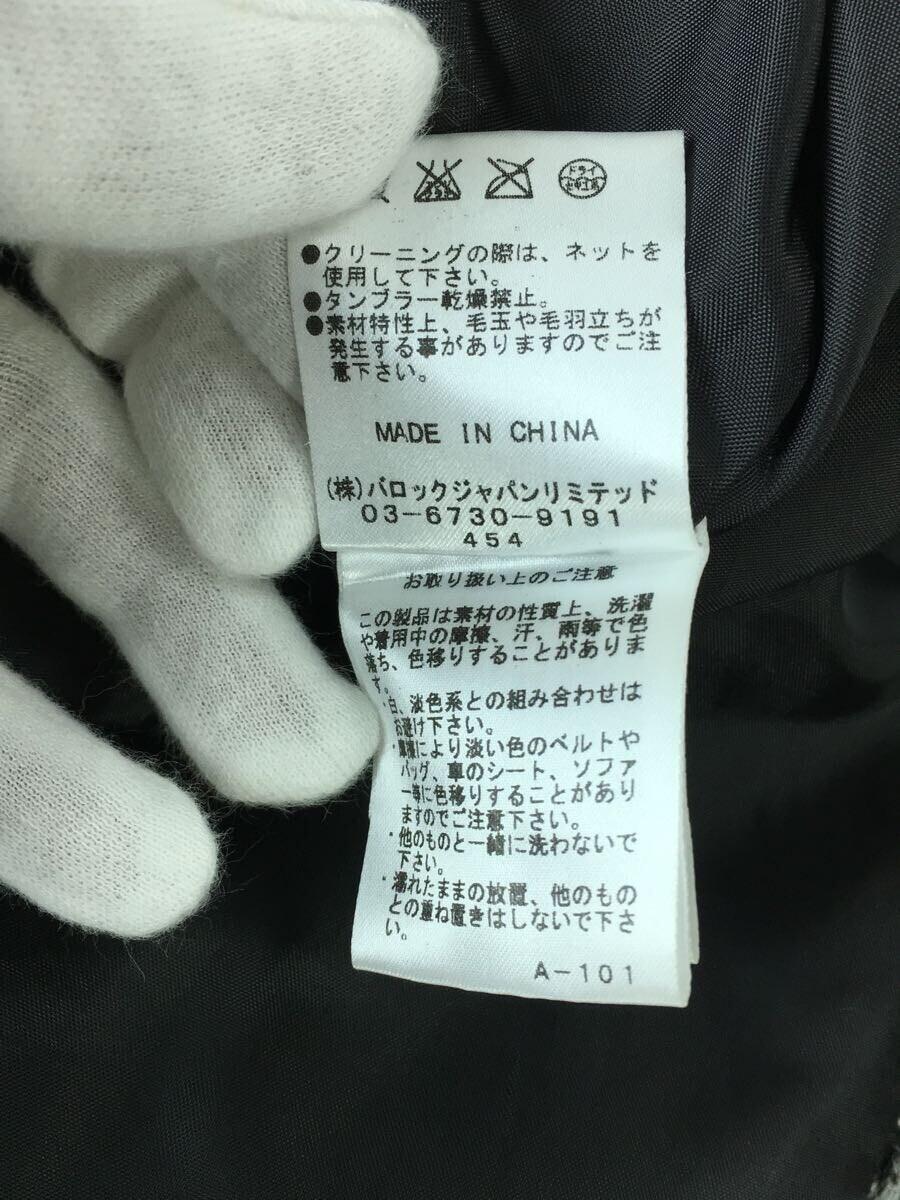 ドライ
●クリーニングの際は、ネットを
使用して下さい。
●タンブラー乾燥禁止。
●素材特性上、毛玉や毛羽立ちが
発生する事がありますのでご注
意下さい。
MADE IN CHINA
(株)バロックジャパンリミテッド
03-6730-9191
454
お取り扱い上のご注意
この製品は素材の性質上、洗濯
や着用中の摩擦、汗、雨等で色
落ち、色移りすることがありま
す。
・白、淡色系との組み合わせは
お避け下さい。
・摩擦により淡い色のベルトや
バッグ、車のシート、ソファ
ー等に色移りすることがあり
ますのでご注意下さい。
・他のものと一緒に洗わないで
下さい。
・濡れたままの放置、他のもの
との重ね置きはしないで下さ
い。
A-101